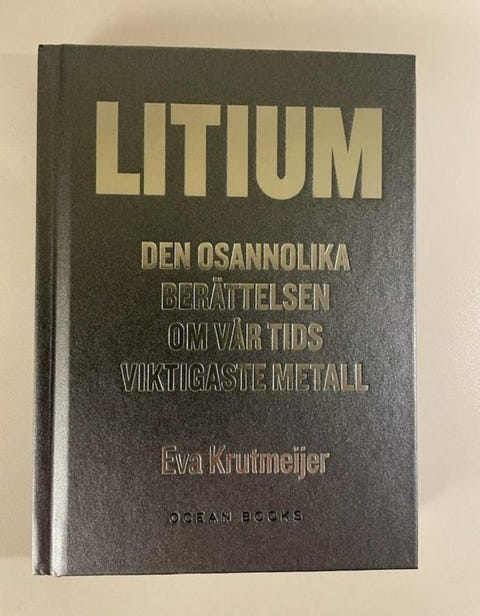 LITIUM
DEN OSANNOLIKA
BERÄTTELSEN
OM VÅR TIDS
VIKTIGASTE METALL
Eva Krutmeijer
OCEAN BOOKS